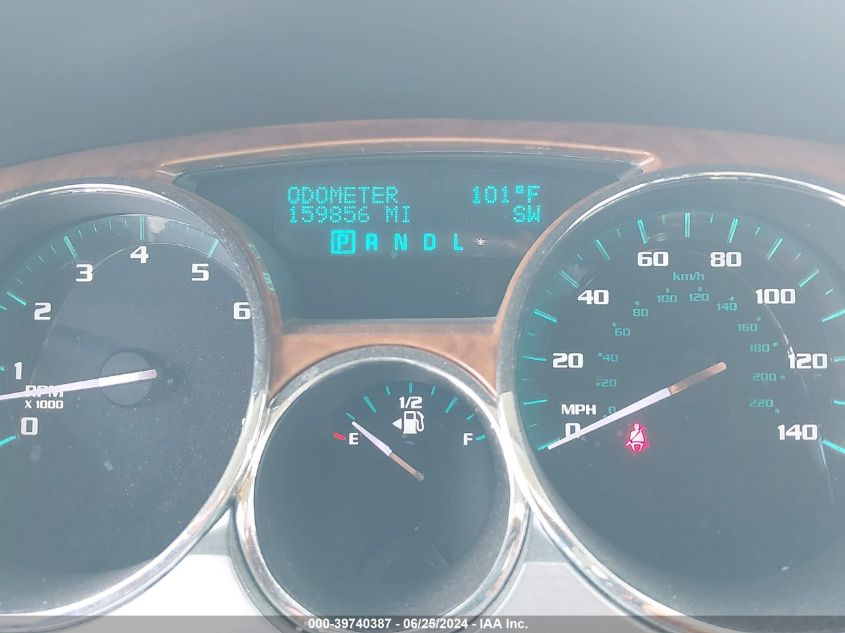 ODOMETER 101°F
159856 MI SW
P R N D L
0 1 2 3 4 5 6
RPM
X 1000
E 1/2 F
0 20 40 60 80 100 120 140
MPH
km/h
0 20 40 60 80 100 120 140 160 180 200 220
000-39740387 - 06/25/2024 - IAA Inc.